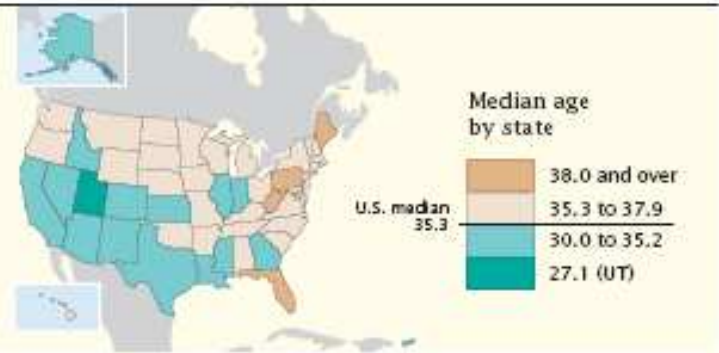 Median age
by state
38.0 and over
U.S. median
35.3
35.3 to 37.9
30.0 to 35.2
27.1 (UT)